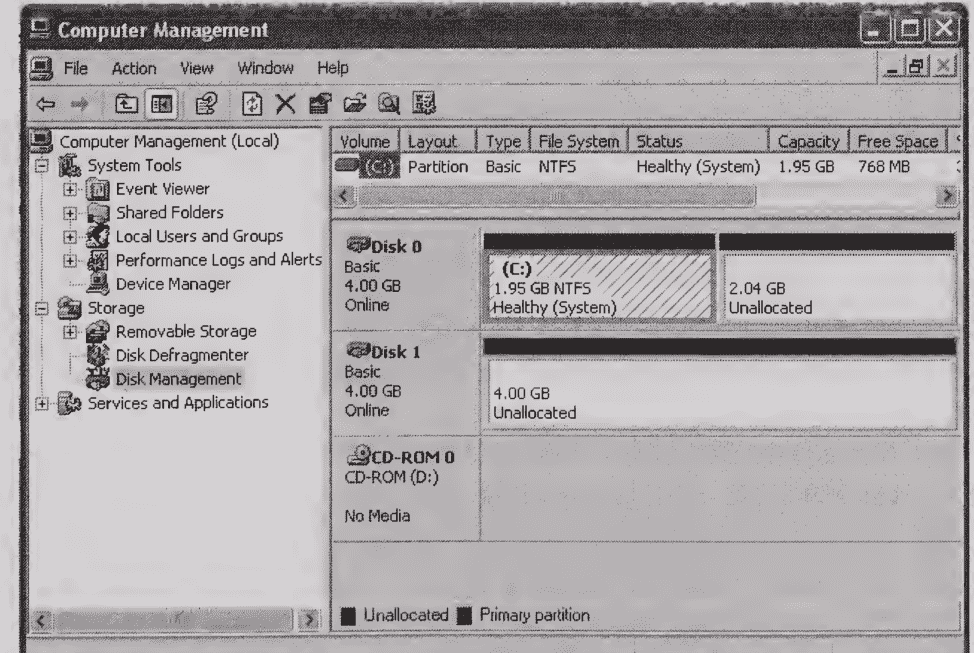 Computer Management
File Action View Window Help
Computer Management (Local)
System Tools
Event Viewer
Shared Folders
Local Users and Groups
Performance Logs and Alerts
Device Manager
Storage
Removable Storage
Disk Defragmenter
Disk Management
Services and Applications
Volume Layout Type File System Status Capacity Free Space
(C:) Partition Basic NTFS Healthy (System) 1.95 GB 768 MB
Disk 0
Basic
4.00 GB
Online
(C:)
1.95 GB NTFS
Healthy (System)
2.04 GB
Unallocated
Disk 1
Basic
4.00 GB
Online
4.00 GB
Unallocated
CD-ROM 0
CD-ROM (D:)
No Media
Unallocated Primary partition